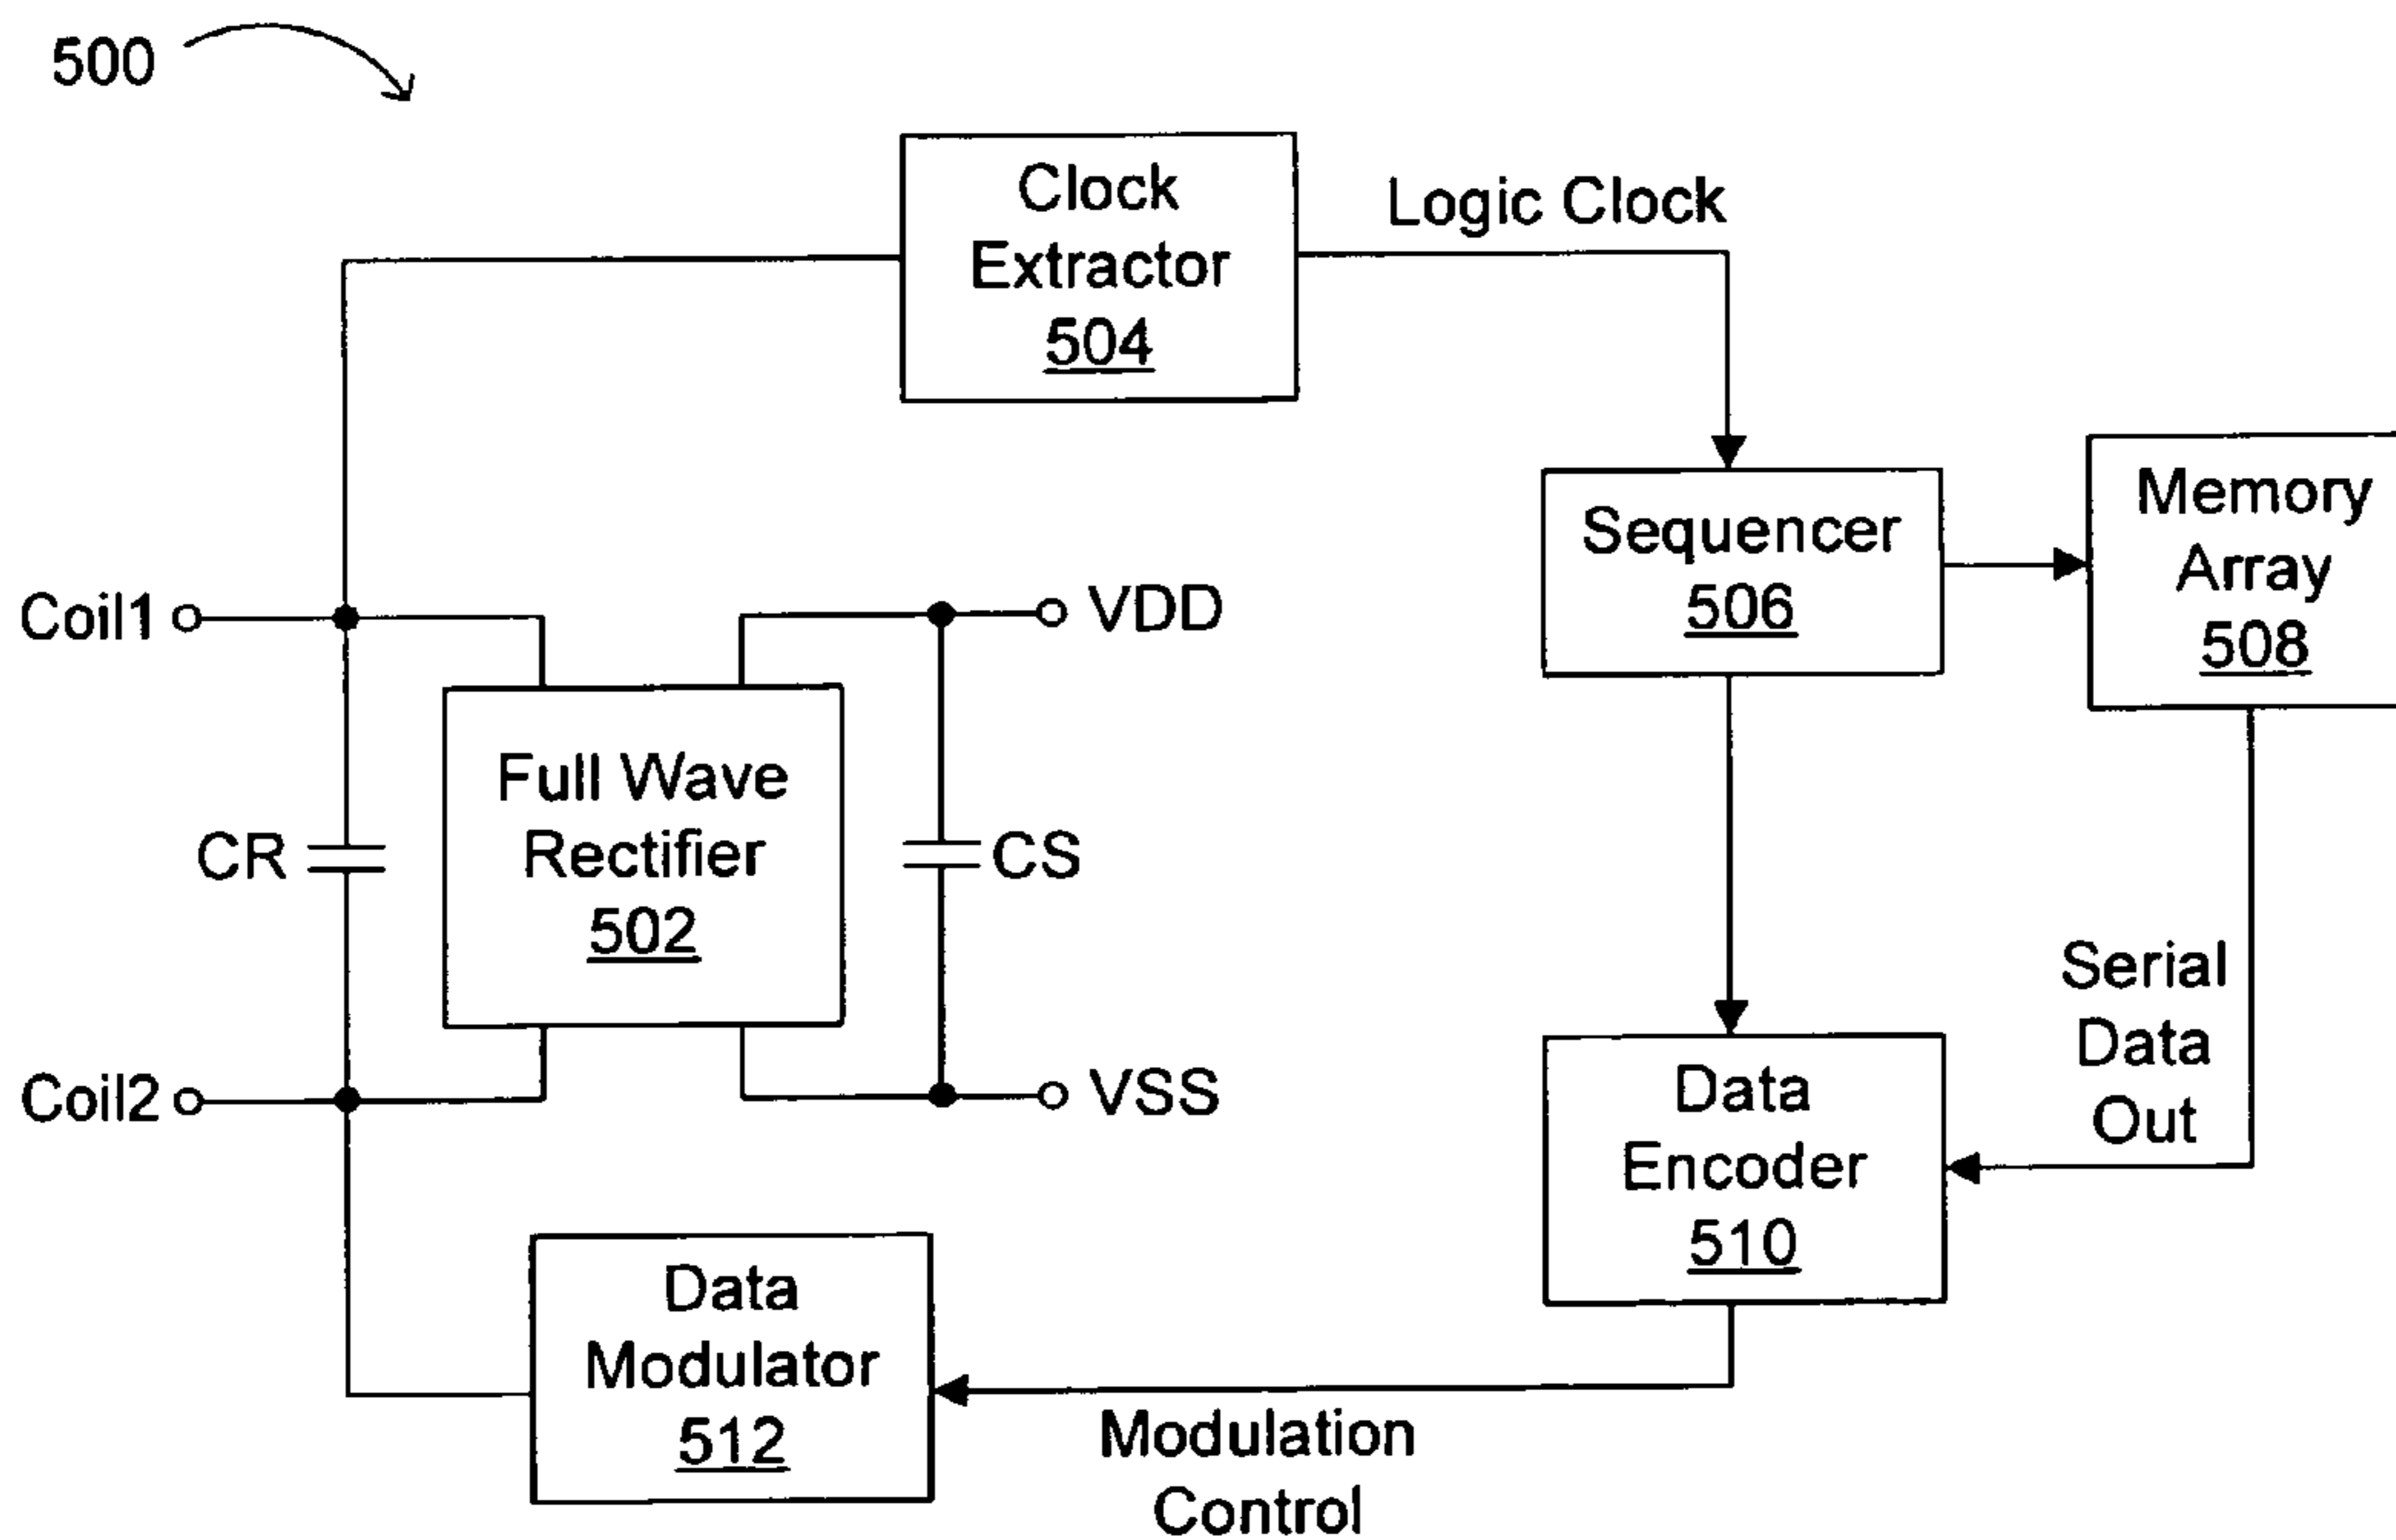 500
Clock
Extractor
504
Logic Clock
Sequencer
506
Memory
Array
508
Coil1
VDD
Full Wave
Rectifier
502
CR
CS
Coil2
VSS
Serial
Data
Out
Data
Encoder
510
Data
Modulator
512
Modulation
Control